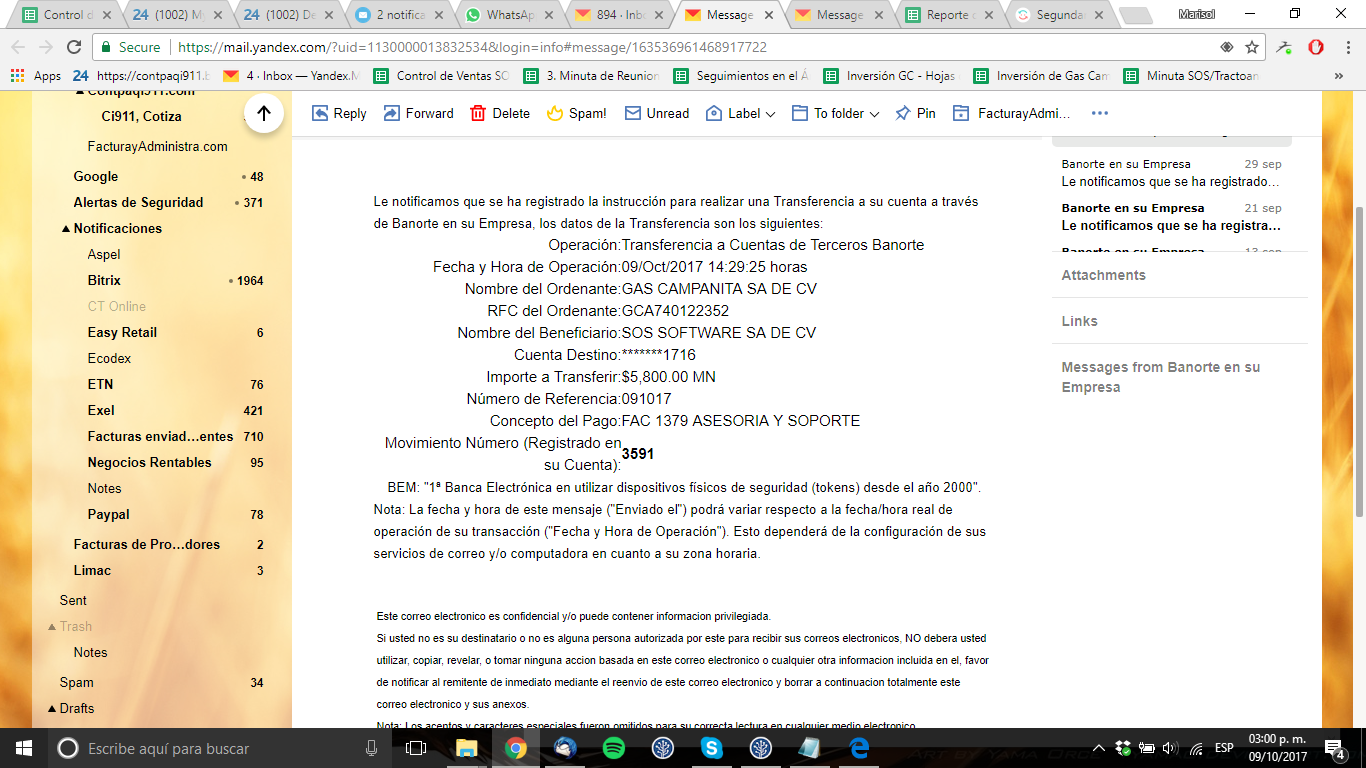 Control d
24 (1002) My
24 (1002) De
2 notifica
WhatsAp
894 · Inbo
Message
Message
Reporte d
Segunda
Marisol
Secure
https://mail.yandex.com/?uid=1130000013832534&login=info#message/163536961468917722
Apps
24 https://contpaqi911.b
4 · Inbox — Yandex.M
Control de Ventas SO
3. Minuta de Reunion
Seguimientos en el Á
Inversión GC - Hojas
Inversión de Gas Cam
Minuta SOS/Tractoan
»
Contpaqi911.com
Ci911, Cotiza
FacturayAdministra.com
Google • 48
Alertas de Seguridad • 371
Notificaciones
Aspel
Bitrix • 1964
CT Online
Easy Retail 6
Ecodex
ETN 76
Exel 421
Facturas enviad...entes 710
Negocios Rentables 95
Notes
Paypal 78
Facturas de Pro...dores 2
Limac 3
Sent
Trash
Notes
Spam 34
Drafts
Reply Forward Delete Spam! Unread Label To folder Pin FacturayAdmi... •••
Le notificamos que se ha registrado la instrucción para realizar una Transferencia a su cuenta a través
de Banorte en su Empresa, los datos de la Transferencia son los siguientes:
Operación:Transferencia a Cuentas de Terceros Banorte
Fecha y Hora de Operación:09/Oct/2017 14:29:25 horas
Nombre del Ordenante:GAS CAMPANITA SA DE CV
RFC del Ordenante:GCA740122352
Nombre del Beneficiario:SOS SOFTWARE SA DE CV
Cuenta Destino:*******1716
Importe a Transferir:$5,800.00 MN
Número de Referencia:091017
Concepto del Pago:FAC 1379 ASESORIA Y SOPORTE
Movimiento Número (Registrado en
su Cuenta):
3591
BEM: "1ª Banca Electrónica en utilizar dispositivos físicos de seguridad (tokens) desde el año 2000".
Nota: La fecha y hora de este mensaje ("Enviado el") podrá variar respecto a la fecha/hora real de
operación de su transacción ("Fecha y Hora de Operación"). Esto dependerá de la configuración de sus
servicios de correo y/o computadora en cuanto a su zona horaria.
Este correo electronico es confidencial y/o puede contener informacion privilegiada.
Si usted no es su destinatario o no es alguna persona autorizada por este para recibir sus correos electronicos, NO debera usted
utilizar, copiar, revelar, o tomar ninguna accion basada en este correo electronico o cualquier otra informacion incluida en el, favor
de notificar al remitente de inmediato mediante el reenvio de este correo electronico y borrar a continuacion totalmente este
correo electronico y sus anexos.
Nota: Los acentos y caracteres especiales fueron omitidos para su correcta lectura en cualquier medio electronico.
Banorte en su Empresa 29 sep
Le notificamos que se ha registrado...
Banorte en su Empresa 21 sep
Le notificamos que se ha registra...
Banorte en su Empresa 13 sep
Attachments
Links
Messages from Banorte en su
Empresa
Escribe aquí para buscar
ESP
03:00 p. m.
09/10/2017
4